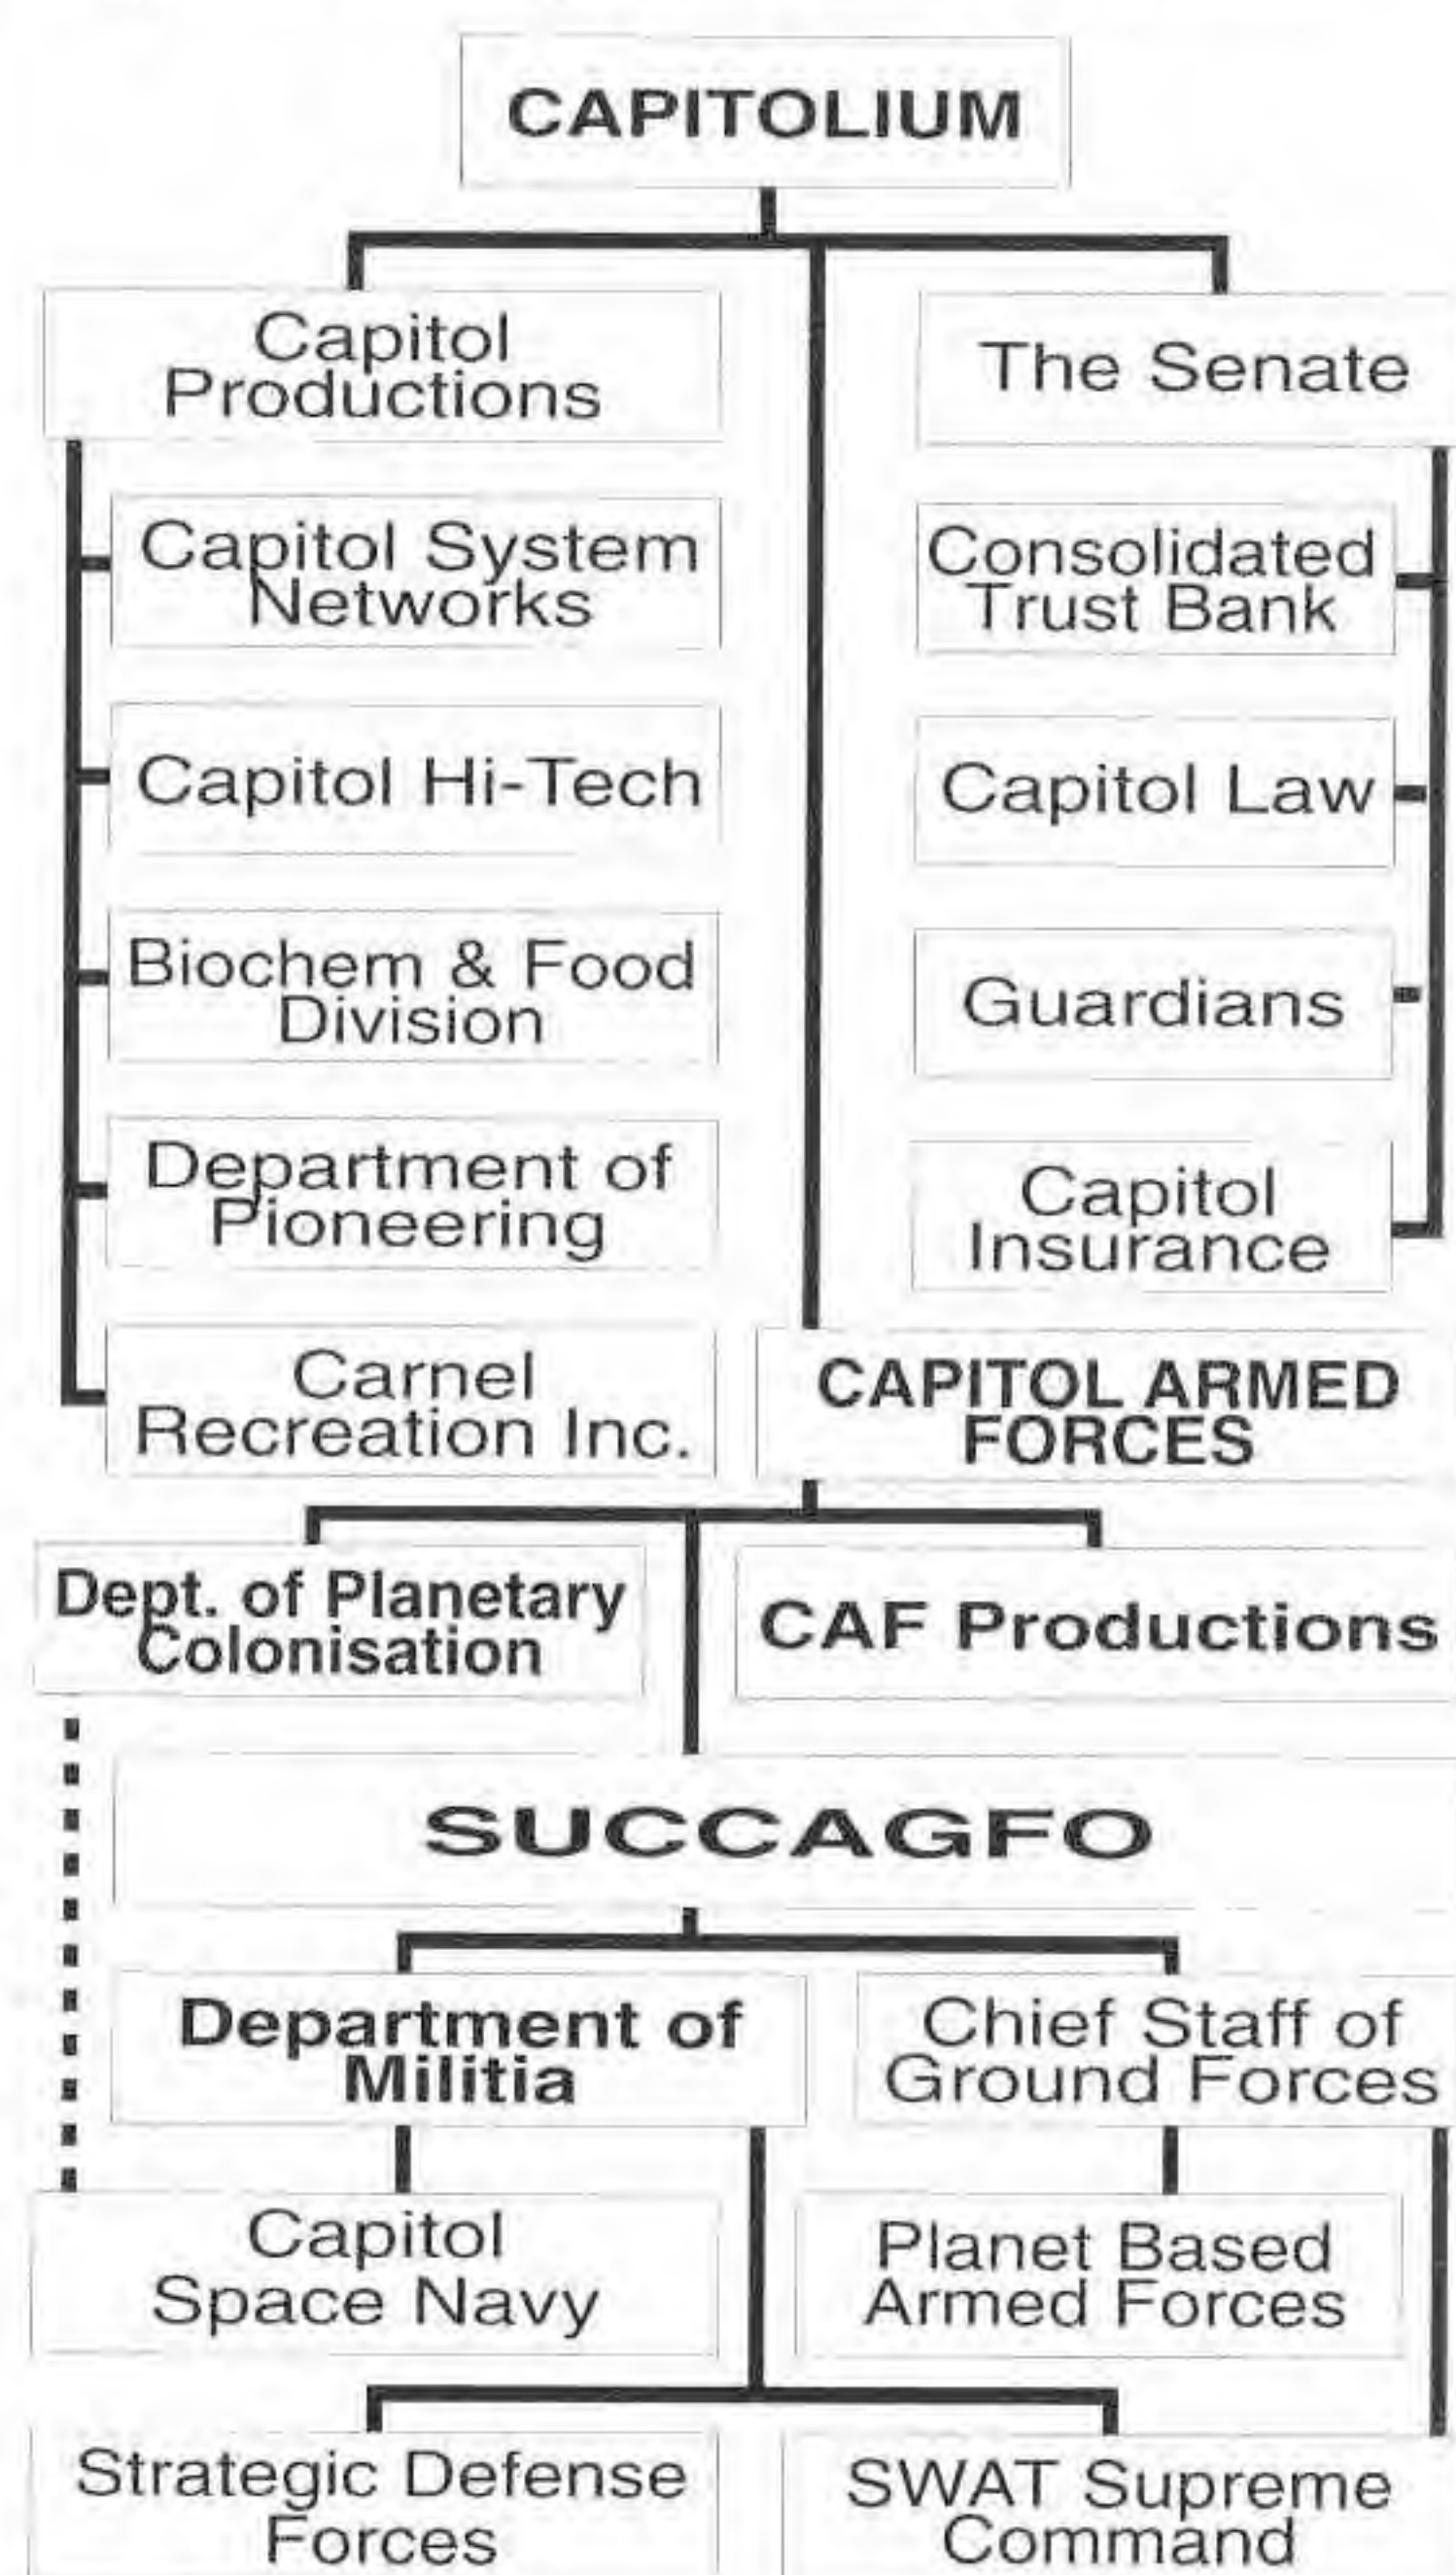 CAPITOLIUM
Capitol
Productions
The Senate
Capitol System
Networks
Consolidated
Trust Bank
Capitol Hi-Tech
Capitol Law
Biochem & Food
Division
Guardians
Department of
Pioneering
Capitol
Insurance
Carnel
Recreation Inc.
CAPITOL ARMED
FORCES
Dept. of Planetary
Colonisation
CAF Productions
SUCCAGFO
Department of
Militia
Chief Staff of
Ground Forces
Capitol
Space Navy
Planet Based
Armed Forces
Strategic Defense
Forces
SWAT Supreme
Command